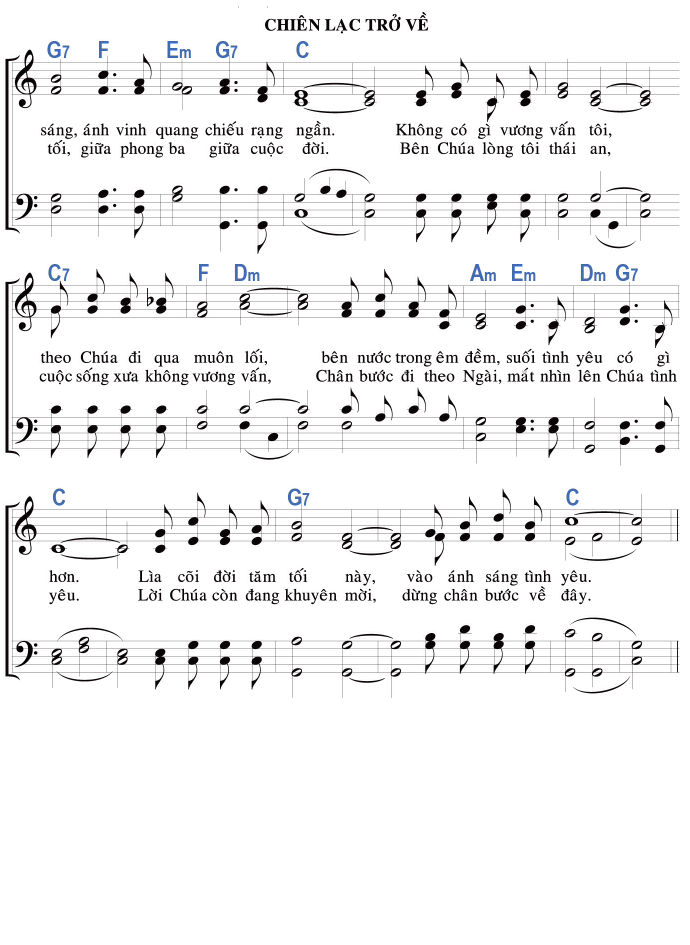 CHIÊN LẠC TRỞ VỀ
G7 F Em G7 C
sáng, ánh vinh quang chiếu rạng ngần. Không có gì vương vấn tôi,
tối, giữa phong ba giữa cuộc đời. Bên Chúa lòng tôi thái an,
C7 F Dm Am Em Dm G7
theo Chúa đi qua muôn lối, bên nước trong êm đềm, suối tình yêu có gì
cuộc sống xưa không vương vấn, Chân bước đi theo Ngài, mắt nhìn lên Chúa tình
C G7 C
hơn. Lìa cõi đời tăm tối này, vào ánh sáng tình yêu.
yêu. Lời Chúa còn đang khuyên mời, dừng chân bước về đây.